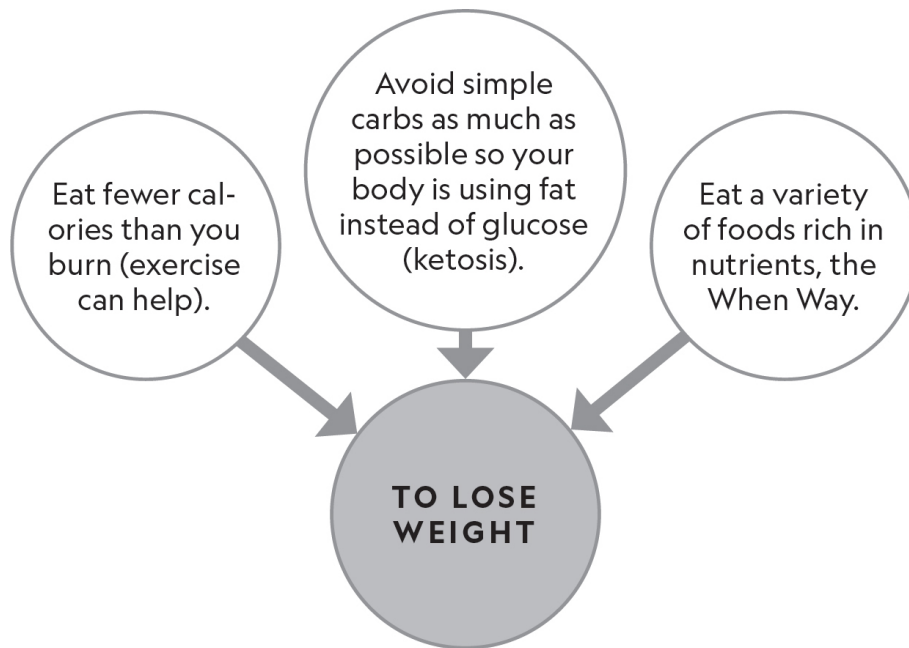 Eat fewer cal-
ories than you
burn (exercise
can help).
Avoid simple
carbs as much as
possible so your
body is using fat
instead of glucose
(ketosis).
Eat a variety
of foods rich in
nutrients, the
When Way.
TO LOSE
WEIGHT